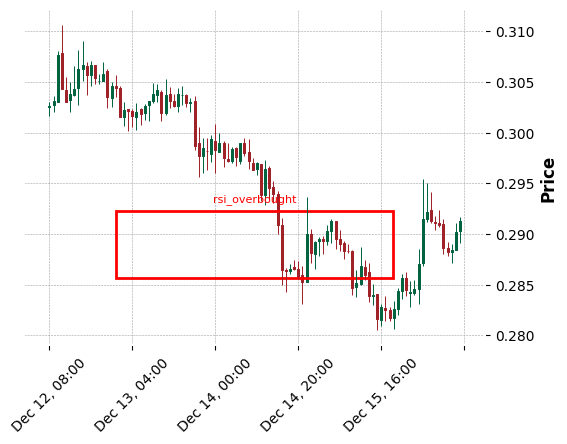 0.310
0.305
0.300
0.295
rsi_overbought
0.290
0.285
0.280
Price
Dec 12, 08:00
Dec 13, 04:00
Dec 14, 00:00
Dec 14, 20:00
Dec 15, 16:00